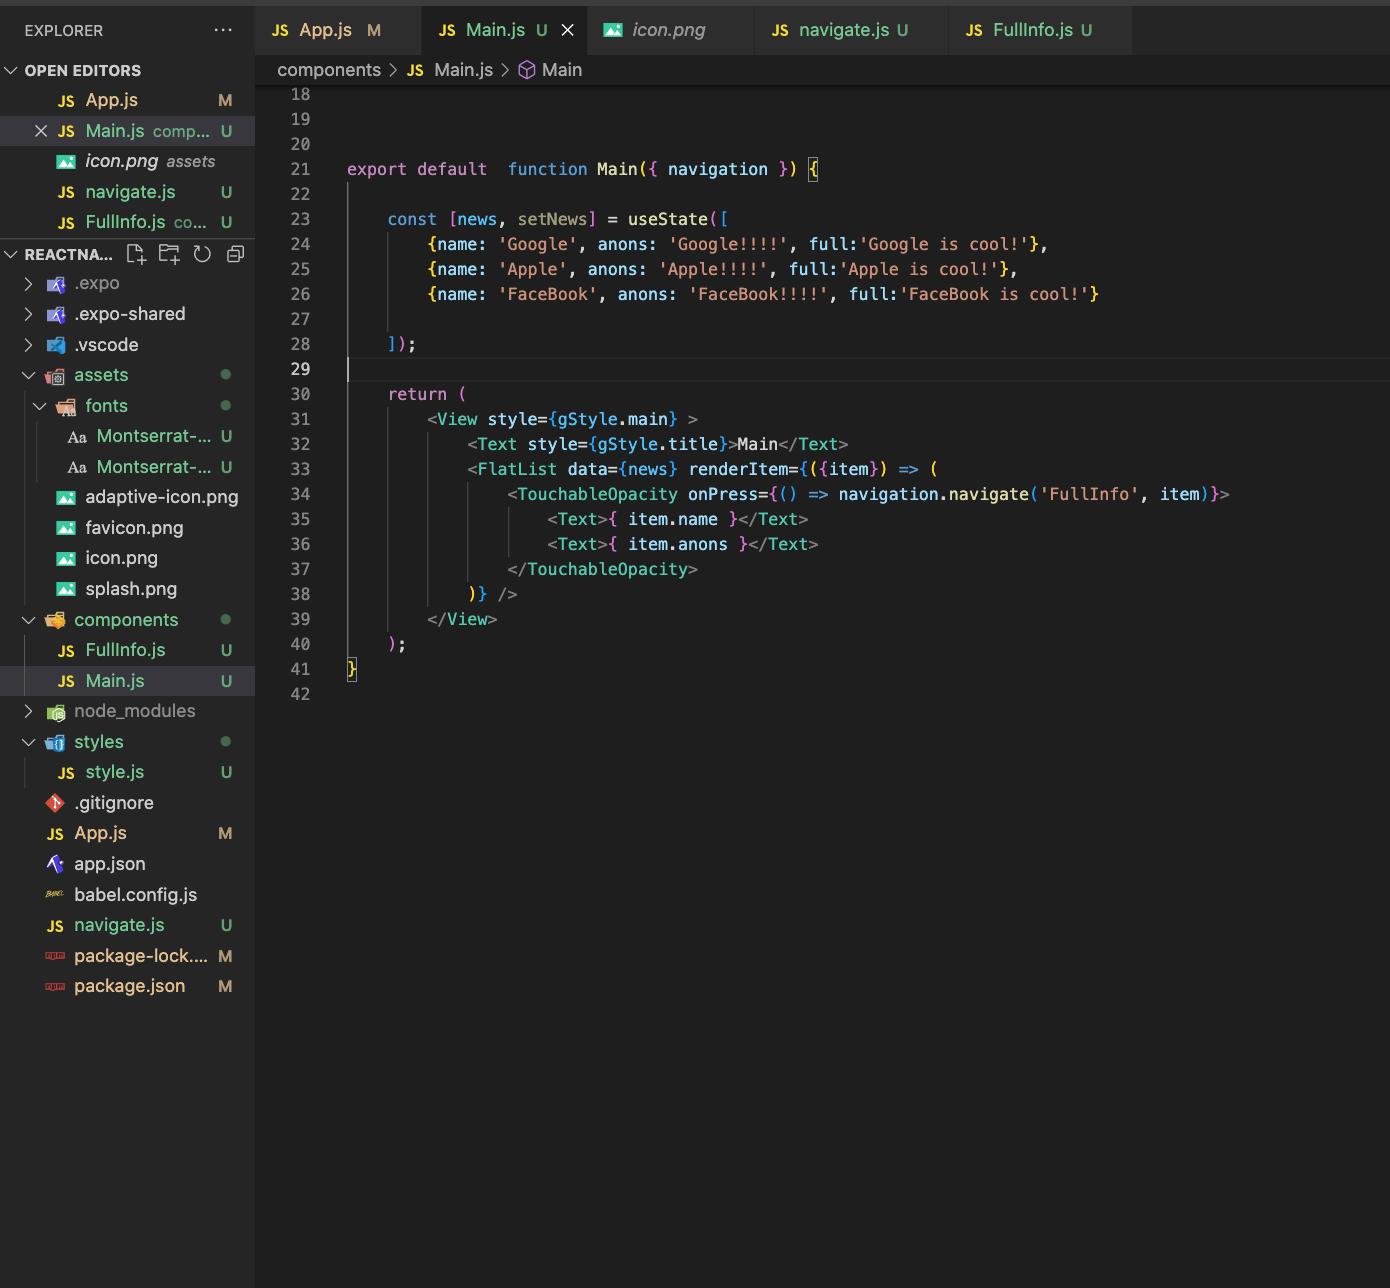 EXPLORER ···
OPEN EDITORS
JS App.js M
JS Main.js comp... U
icon.png assets
navigate.js U
JS FullInfo.js co... U
REACTNA...
.expo
.expo-shared
.vscode
assets
fonts
Aa Montserrat-... U
Aa Montserrat-... U
adaptive-icon.png
favicon.png
icon.png
splash.png
components
JS FullInfo.js U
JS Main.js U
node_modules
styles
JS style.js U
.gitignore
JS App.js M
app.json
BABEL babel.config.js
JS navigate.js U
package-lock.... M
package.json M
JS App.js M
JS Main.js U
icon.png
JS navigate.js U
JS FullInfo.js U
components > JS Main.js > Main
18
19
20
21 export default  function Main({ navigation }) {
22
23 const [news, setNews] = useState([
24 {name: 'Google', anons: 'Google!!!!', full:'Google is cool!'},
25 {name: 'Apple', anons: 'Apple!!!!', full:'Apple is cool!'},
26 {name: 'FaceBook', anons: 'FaceBook!!!!', full:'FaceBook is cool!'}
27
28 ]);
29
30 return (
31 <View style={gStyle.main} >
32 <Text style={gStyle.title}>Main</Text>
33 <FlatList data={news} renderItem={({item}) => (
34 <TouchableOpacity onPress={() => navigation.navigate('FullInfo', item)}>
35 <Text>{ item.name }</Text>
36 <Text>{ item.anons }</Text>
37 </TouchableOpacity>
38 )} />
39 </View>
40 );
41 }
42